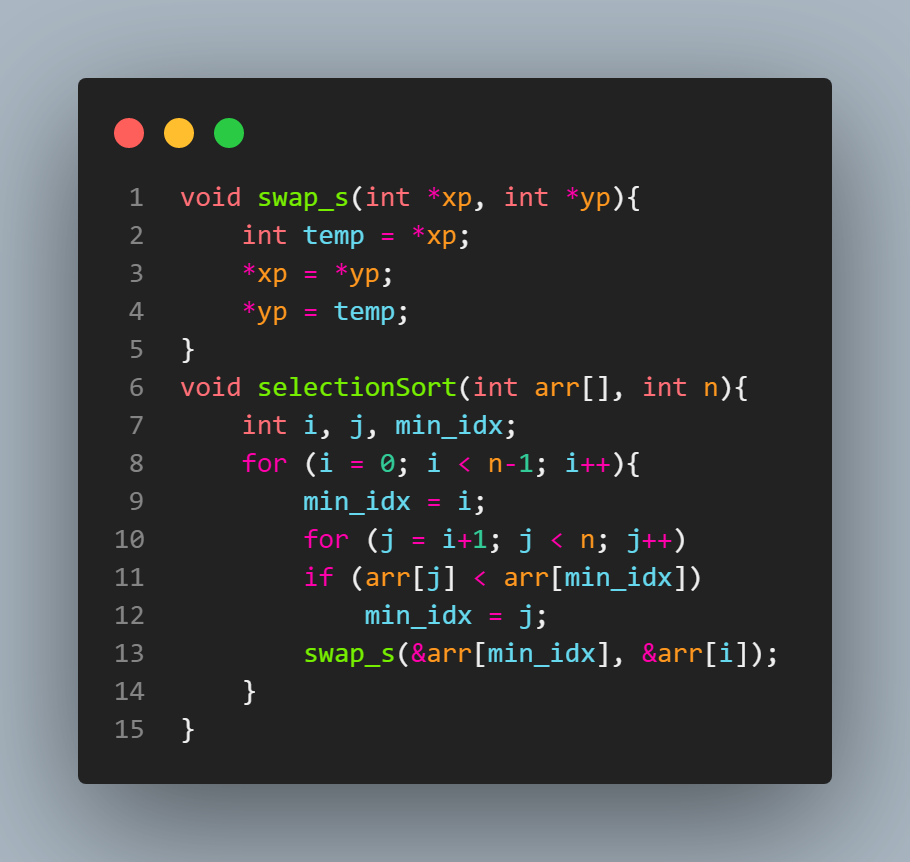 1 void swap_s(int *xp, int *yp){
2     int temp = *xp;
3     *xp = *yp;
4     *yp = temp;
5 }
6 void selectionSort(int arr[], int n){
7     int i, j, min_idx;
8     for (i = 0; i < n-1; i++){
9         min_idx = i;
10         for (j = i+1; j < n; j++)
11         if (arr[j] < arr[min_idx])
12             min_idx = j;
13         swap_s(&arr[min_idx], &arr[i]);
14     }
15 }